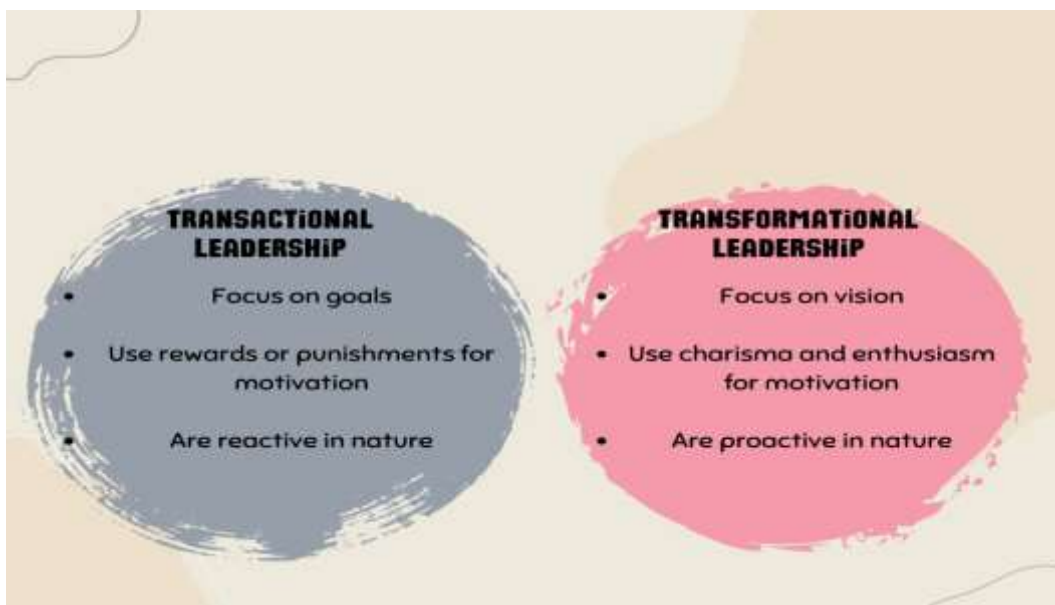 TRANSACTiONAL
LEADERSHiP
• Focus on goals
• Use rewards or punishments for
motivation
• Are reactive in nature
TRANSFORMATiONAL
LEADERSHiP
• Focus on vision
• Use charisma and enthusiasm
for motivation
• Are proactive in nature